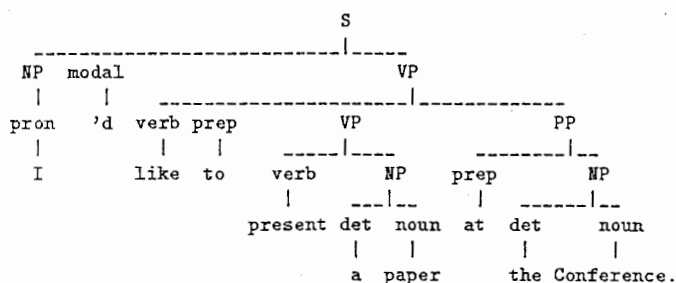 S
NP modal VP
pron 'd verb prep VP PP
I like to verb NP prep NP
present det noun at det noun
a paper the Conference.